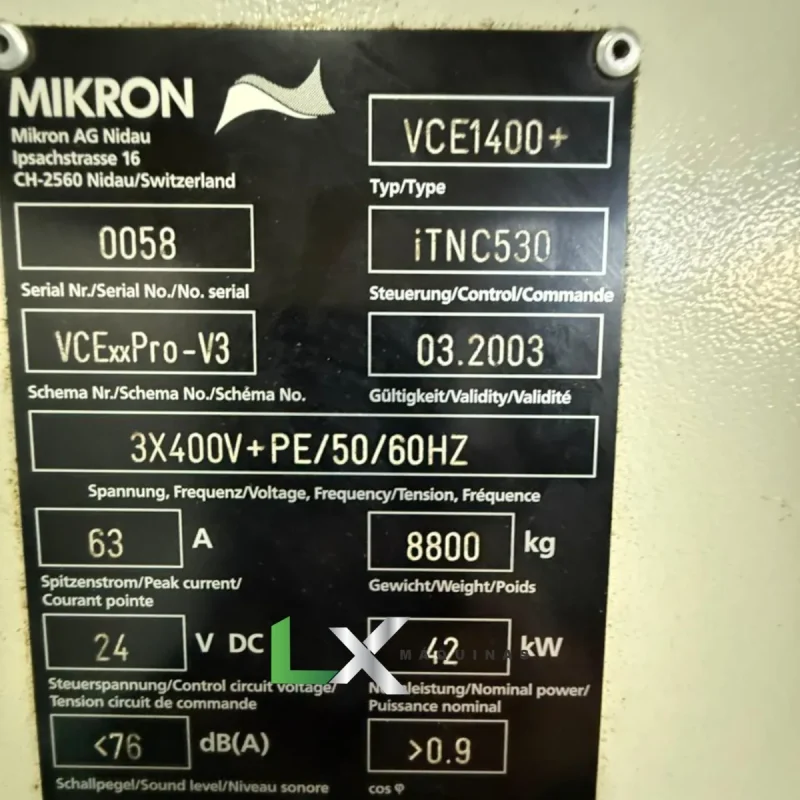 MIKRON
Mikron AG Nidau
Ipsachstrasse 16
CH-2560 Nidau/Switzerland
VCE1400+
Typ/Type
0058
Serial Nr./Serial No./No. serial
iTNC530
Steuerung/Control/Commande
VCExxPro-V3
Schema Nr./Schema No./Schéma No.
03.2003
Gültigkeit/Validity/Validité
3X400V+PE/50/60HZ
Spannung, Frequenz/Voltage, Frequency/Tension, Fréquence
63 A
Spitzenstrom/Peak current/
Courant pointe
8800 kg
Gewicht/Weight/Poids
24 V DC
Steuerspannung/Control circuit voltage/
Tension circuit de commande
LX
MAQUINAS
42 kW
Nennleistung/Nominal power/
Puissance nominal
<76 dB(A)
Schallpegel/Sound level/Niveau sonore
>0.9
cos φ